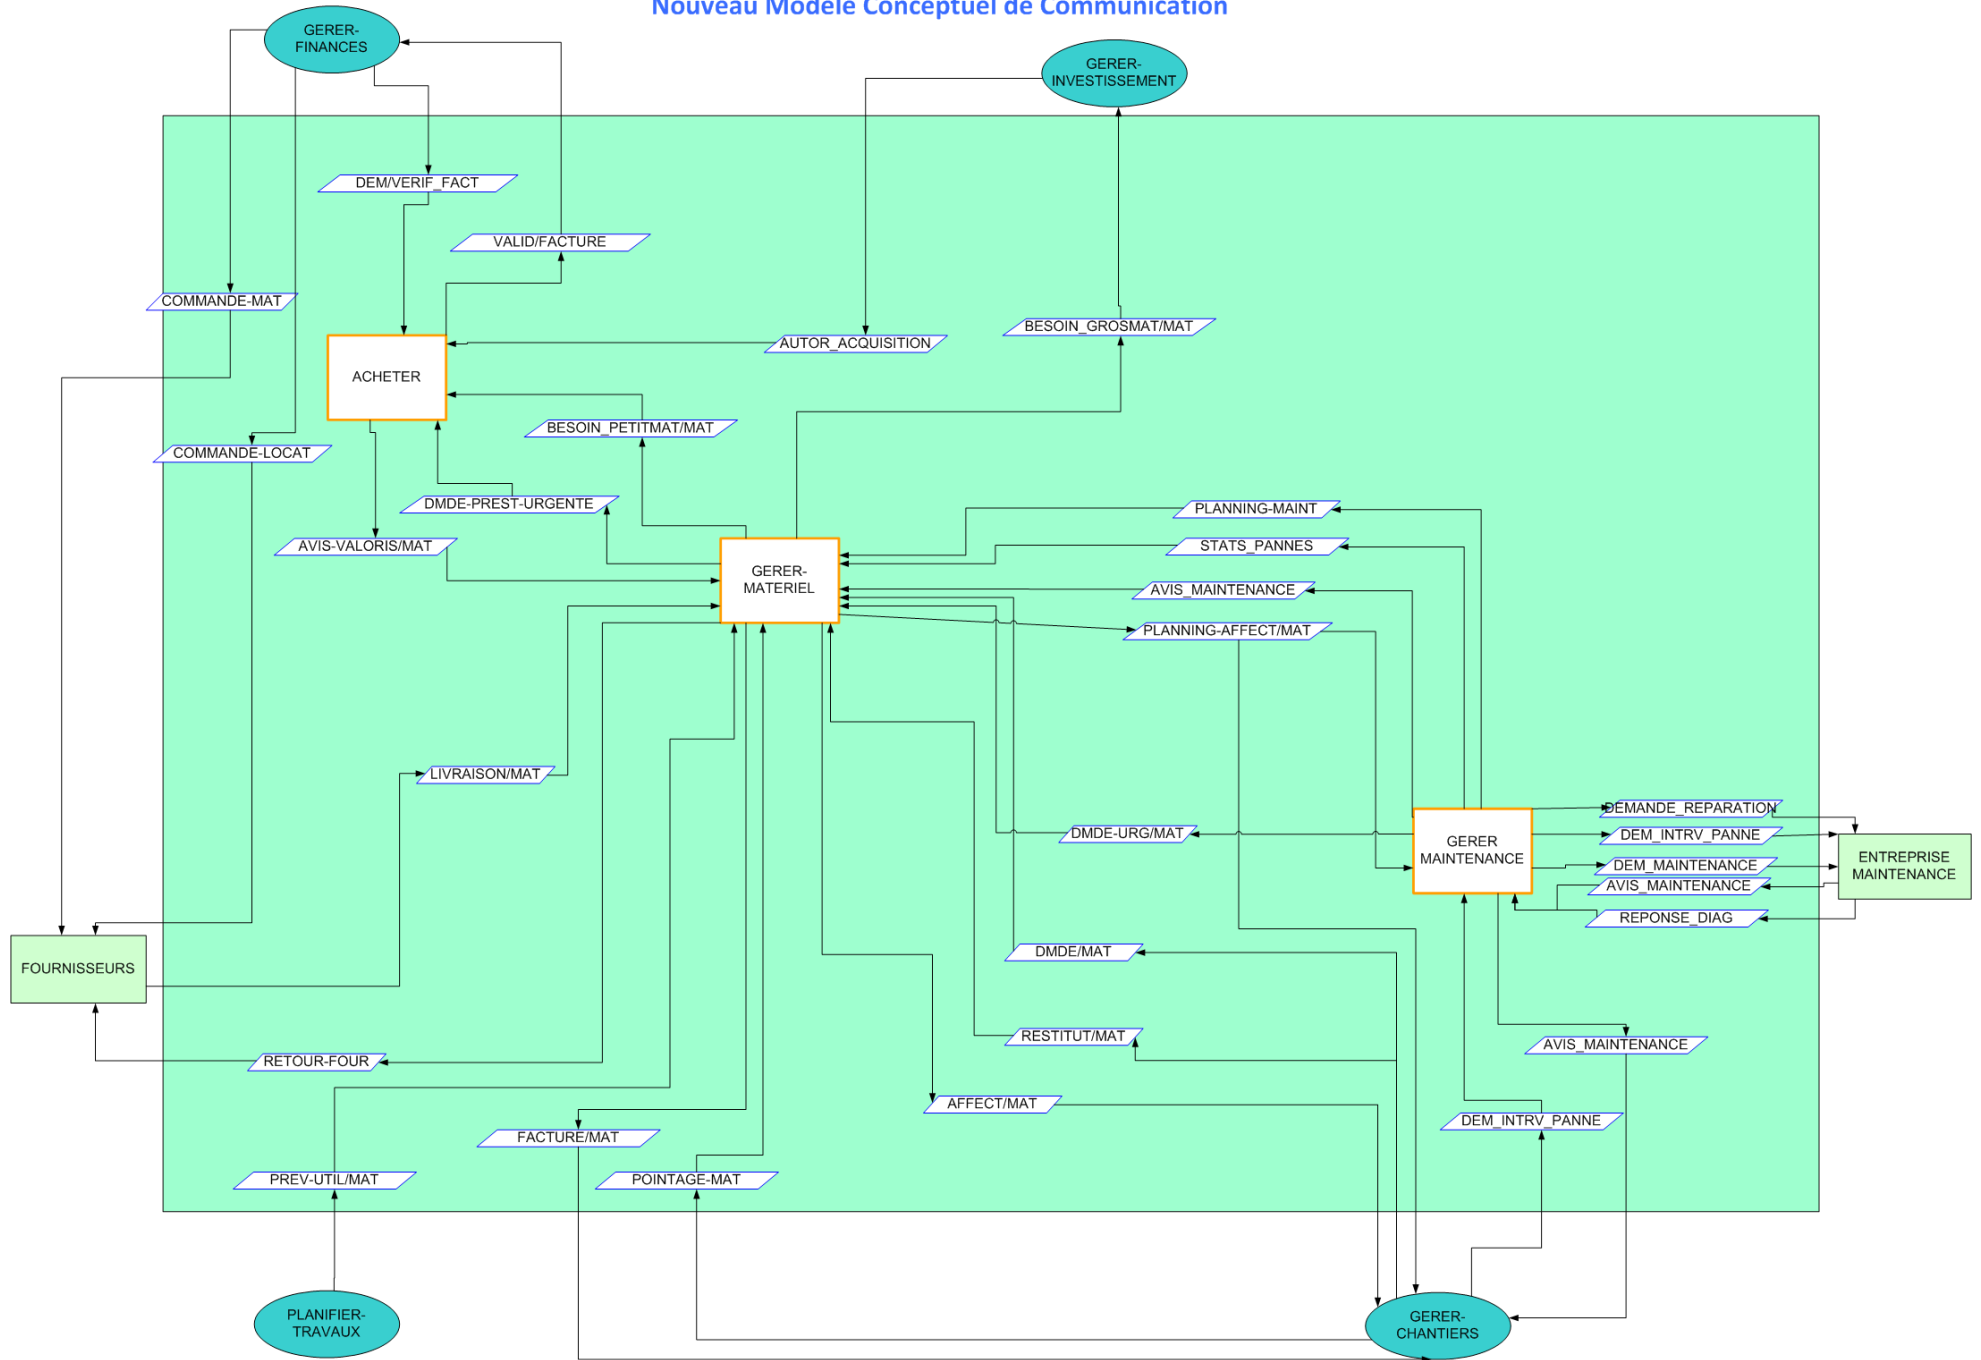 Nouveau Modèle Conceptuel de Communication
GERER-
FINANCES
GERER-
INVESTISSEMENT
DEM/VERIF_FACT
VALID/FACTURE
COMMANDE-MAT
BESOIN_GROSMAT/MAT
AUTOR_ACQUISITION
ACHETER
BESOIN_PETITMAT/MAT
COMMANDE-LOCAT
DMDE-PREST-URGENTE
PLANNING-MAINT
AVIS-VALORIS/MAT
STATS_PANNES
GERER-
MATERIEL
AVIS_MAINTENANCE
PLANNING-AFFECT/MAT
LIVRAISON/MAT
DEMANDE_REPARATION
DMDE-URG/MAT
GERER
MAINTENANCE
DEM_INTRV_PANNE
ENTREPRISE
MAINTENANCE
DEM_MAINTENANCE
AVIS_MAINTENANCE
REPONSE_DIAG
DMDE/MAT
FOURNISSEURS
RESTITUT/MAT
AVIS_MAINTENANCE
RETOUR-FOUR
AFFECT/MAT
DEM_INTRV_PANNE
FACTURE/MAT
PREV-UTIL/MAT
POINTAGE-MAT
PLANIFIER-
TRAVAUX
GERER-
CHANTIERS